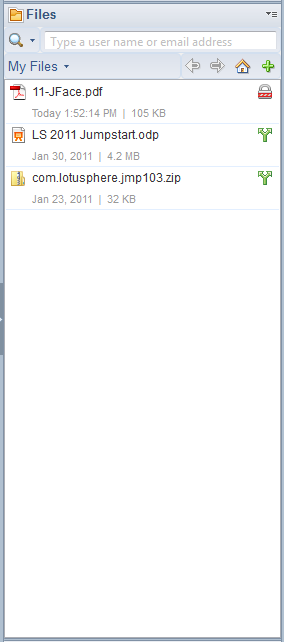 Files
Type a user name or email address
My Files
11-JFace.pdf
Today 1:52:14 PM | 105 KB
LS 2011 Jumpstart.odp
Jan 30, 2011 | 4.2 MB
com.lotusphere.jmp103.zip
Jan 23, 2011 | 32 KB